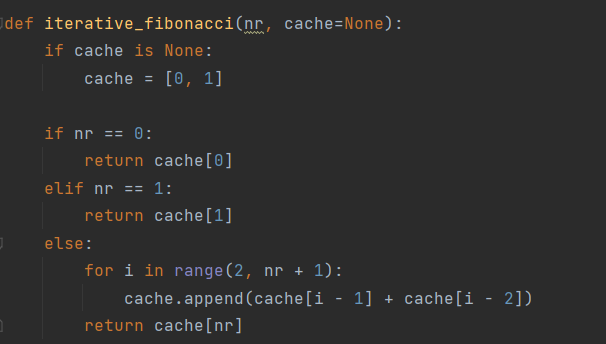 def iterative_fibonacci(nr, cache=None):
    if cache is None:
        cache = [0, 1]

    if nr == 0:
        return cache[0]
    elif nr == 1:
        return cache[1]
    else:
        for i in range(2, nr + 1):
            cache.append(cache[i - 1] + cache[i - 2])
        return cache[nr]